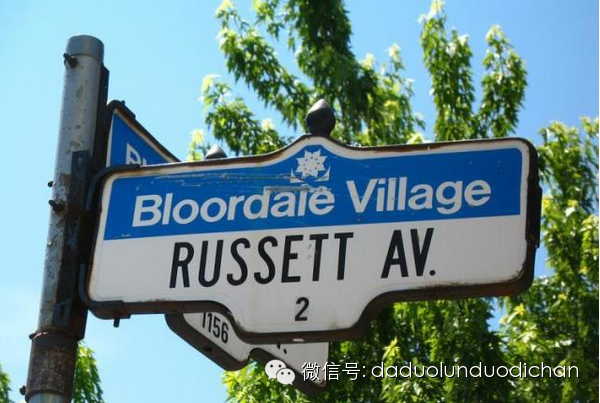 Bloordale Village
RUSSETT AV.
2
1156
微信号: daduolunduodichan